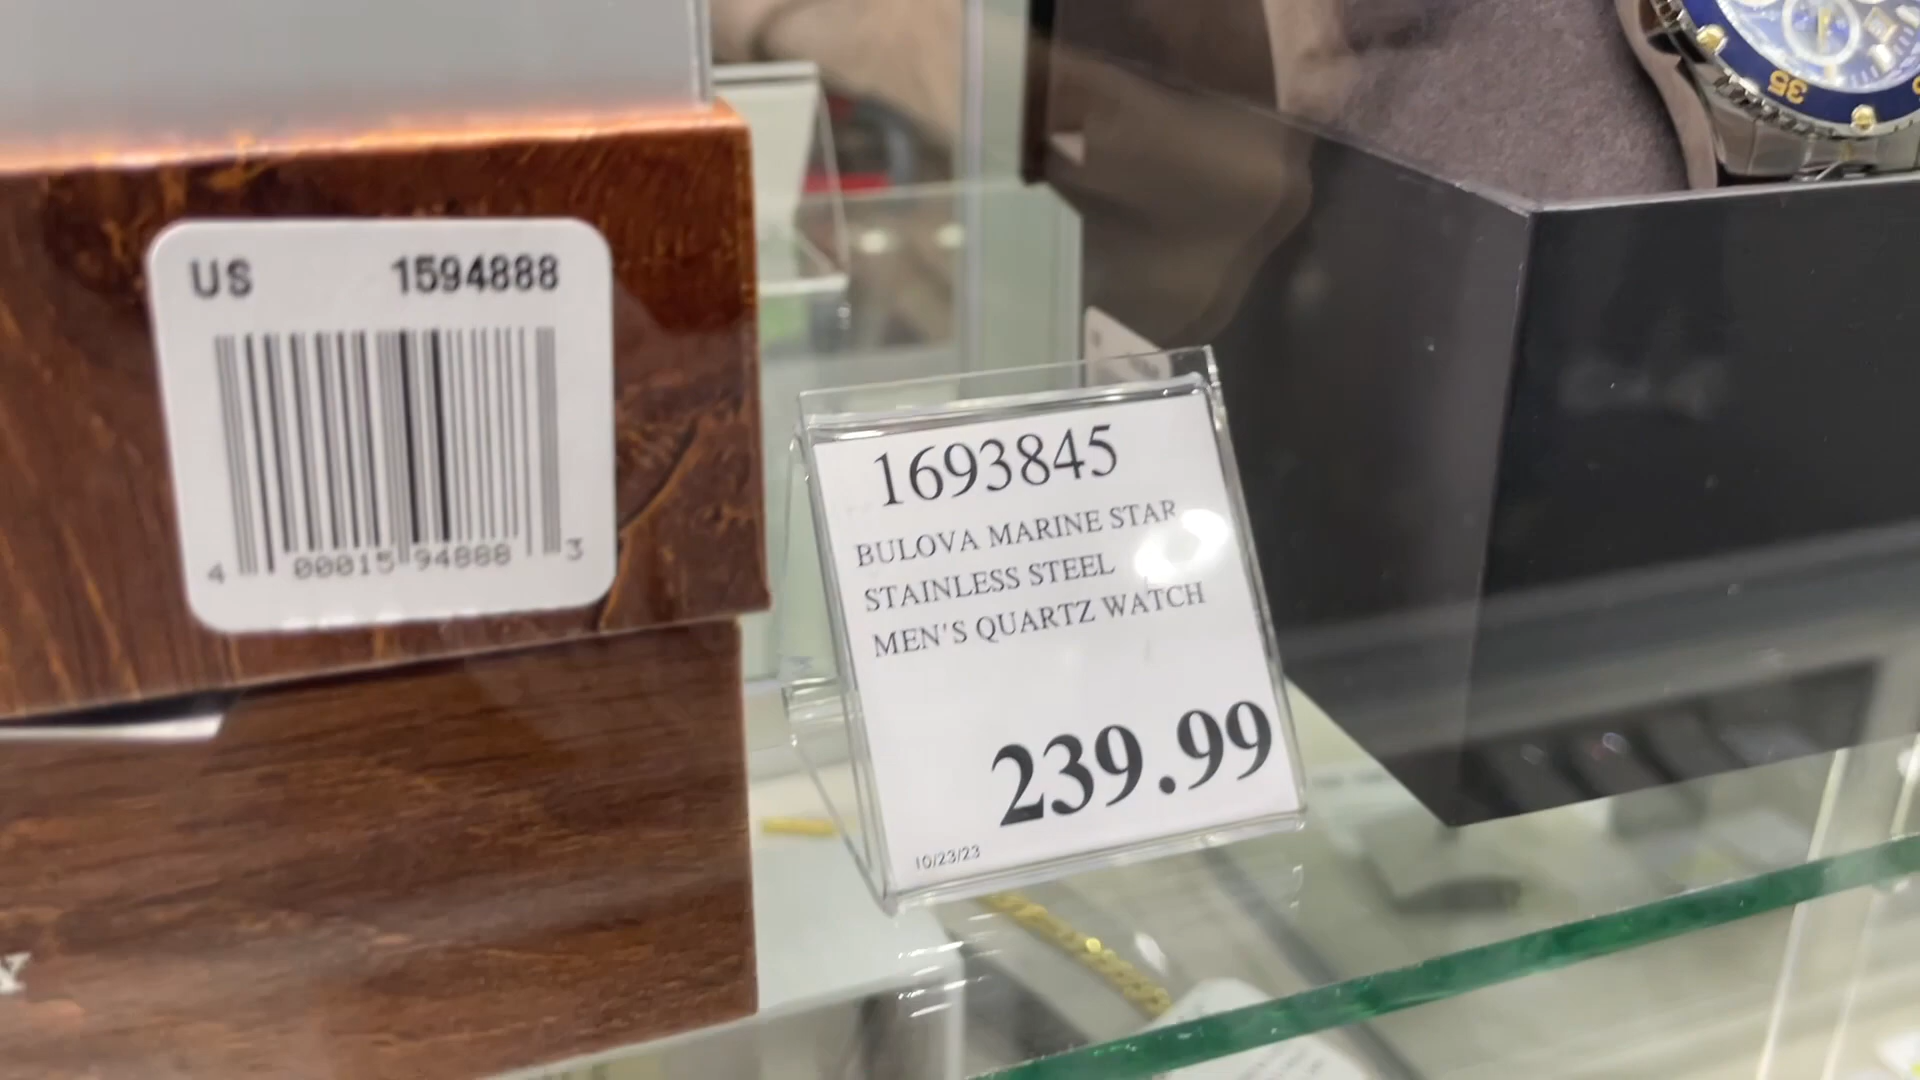 US 1594888
4 00015 94888 3
1693845
BULOVA MARINE STAR
STAINLESS STEEL
MEN'S QUARTZ WATCH
239.99
10/23/23
35
Y